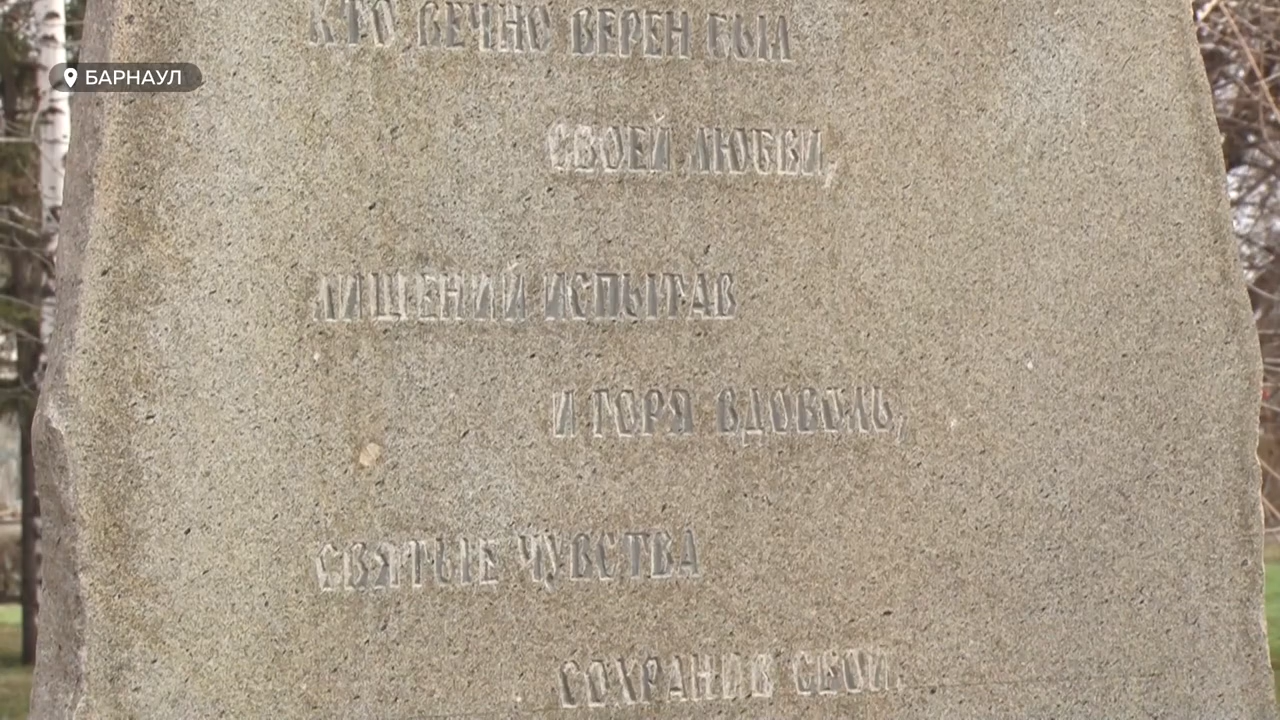 КТО ВЕЧНО ВЕРЕН БЫЛ
БАРНАУЛ
СВОЕЙ ЛЮБВИ,
ЛИШЕНИЙ ИСПЫТАВ
И ГОРЯ ВДОВОЛЬ,
СВЯТЫЕ ЧУВСТВА
СОХРАНИВ СВОИ.